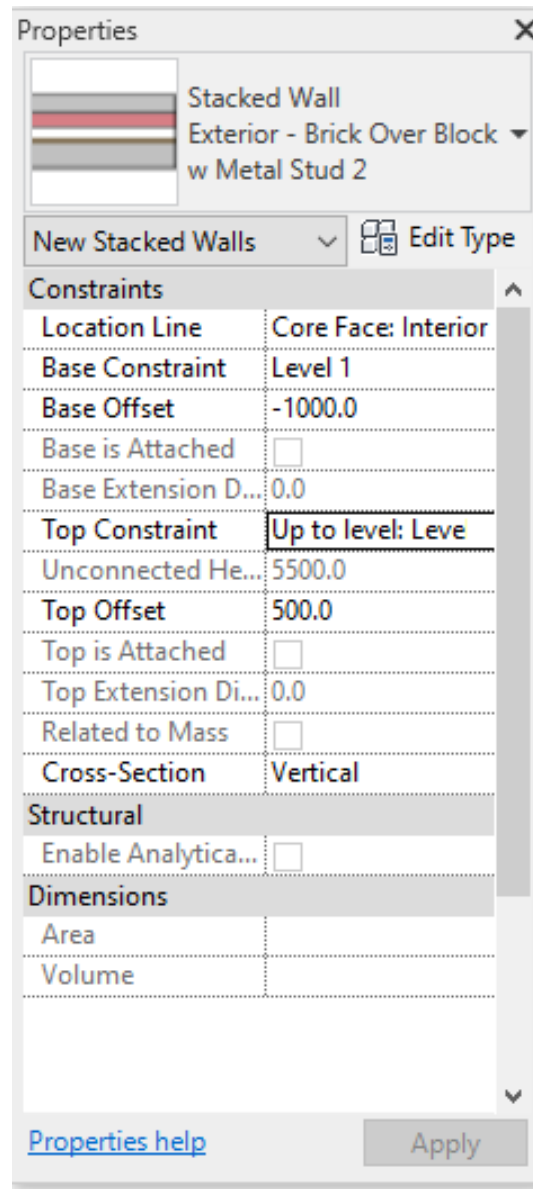 Properties
Stacked Wall
Exterior - Brick Over Block
w Metal Stud 2
New Stacked Walls Edit Type
Constraints
Location Line Core Face: Interior
Base Constraint Level 1
Base Offset -1000.0
Base is Attached
Base Extension D... 0.0
Top Constraint Up to level: Leve
Unconnected He... 5500.0
Top Offset 500.0
Top is Attached
Top Extension Di... 0.0
Related to Mass
Cross-Section Vertical
Structural
Enable Analytica...
Dimensions
Area
Volume
Properties help Apply